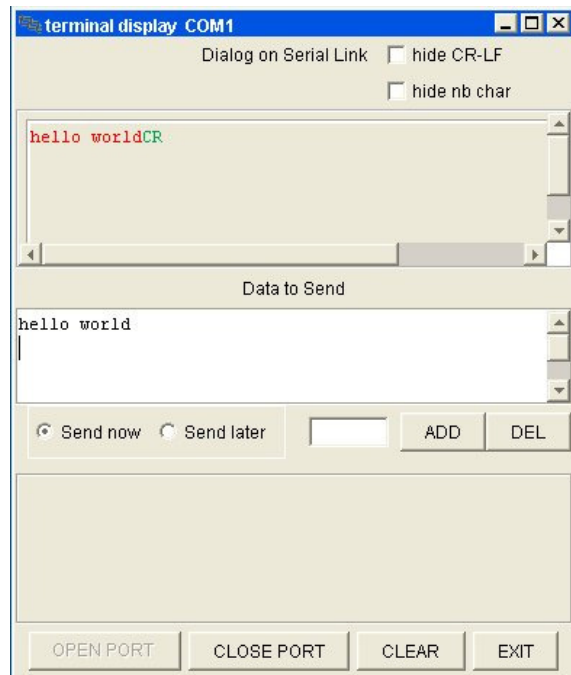 terminal display COM1
Dialog on Serial Link hide CR-LF
hide nb char
hello worldCR
Data to Send
hello world
Send now Send later ADD DEL
OPEN PORT CLOSE PORT CLEAR EXIT